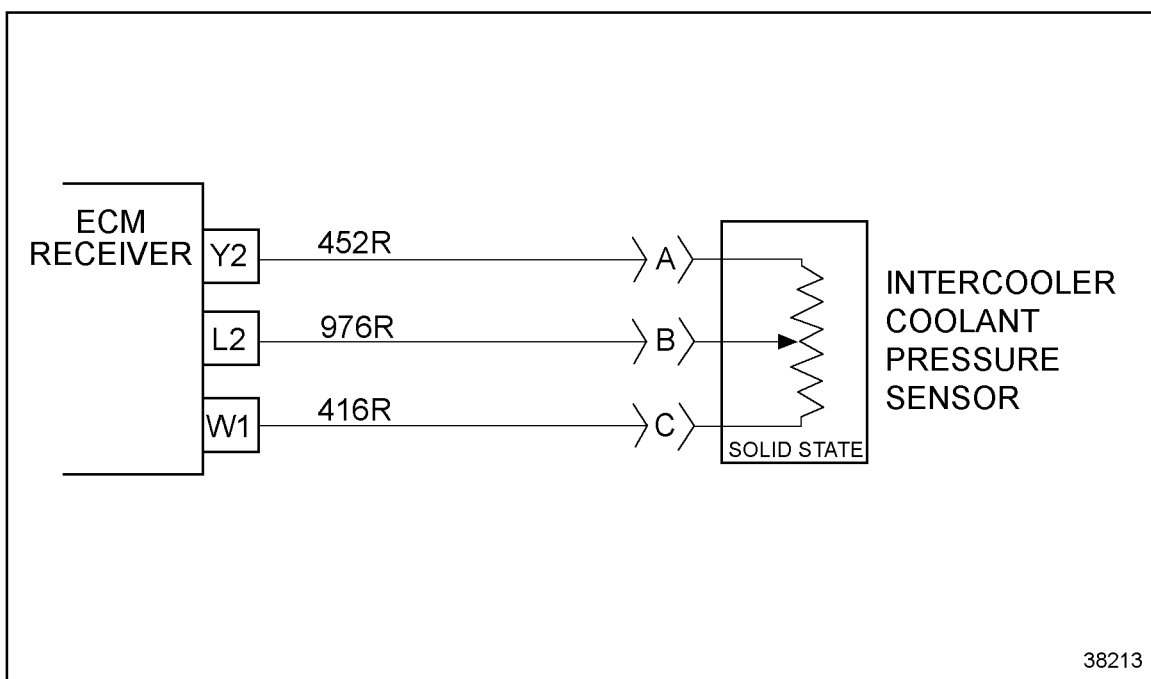 ECM
RECEIVER
Y2
452R
A
L2
976R
B
W1
416R
C
SOLID STATE
INTERCOOLER
COOLANT
PRESSURE
SENSOR
38213